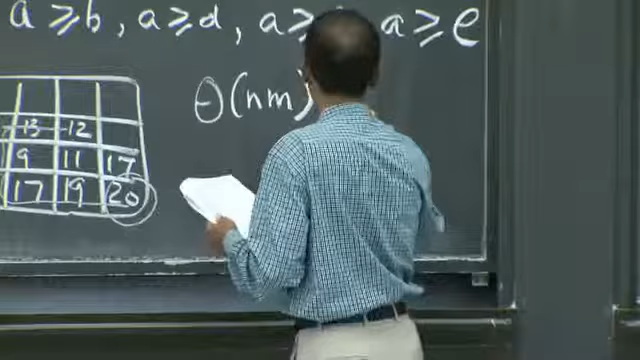 a ≥ b, a ≥ d, a ≥ a ≥ e
Θ(nm)
13 12
9 11 17
17 19 20